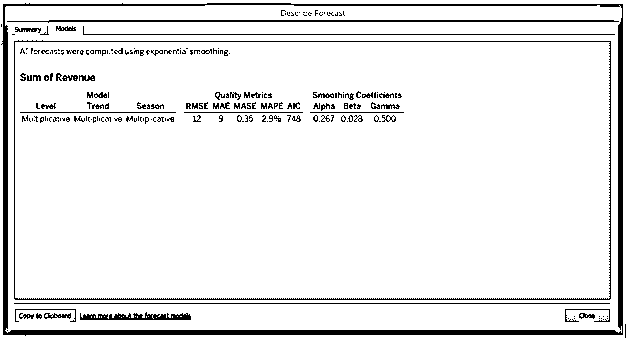 Describe Forecast
Summary Models
All forecasts were computed using exponential smoothing.
Sum of Revenue
Model Quality Metrics Smoothing Coefficients
Level Trend Season RMSE MAE MASE MAPE AIC Alpha Beta Gamma
Multiplicative Multiplicative Multiplicative 12 9 0.36 2.9% 748 0.267 0.028 0.500
Copy to Clipboard Learn more about the forecast models Close